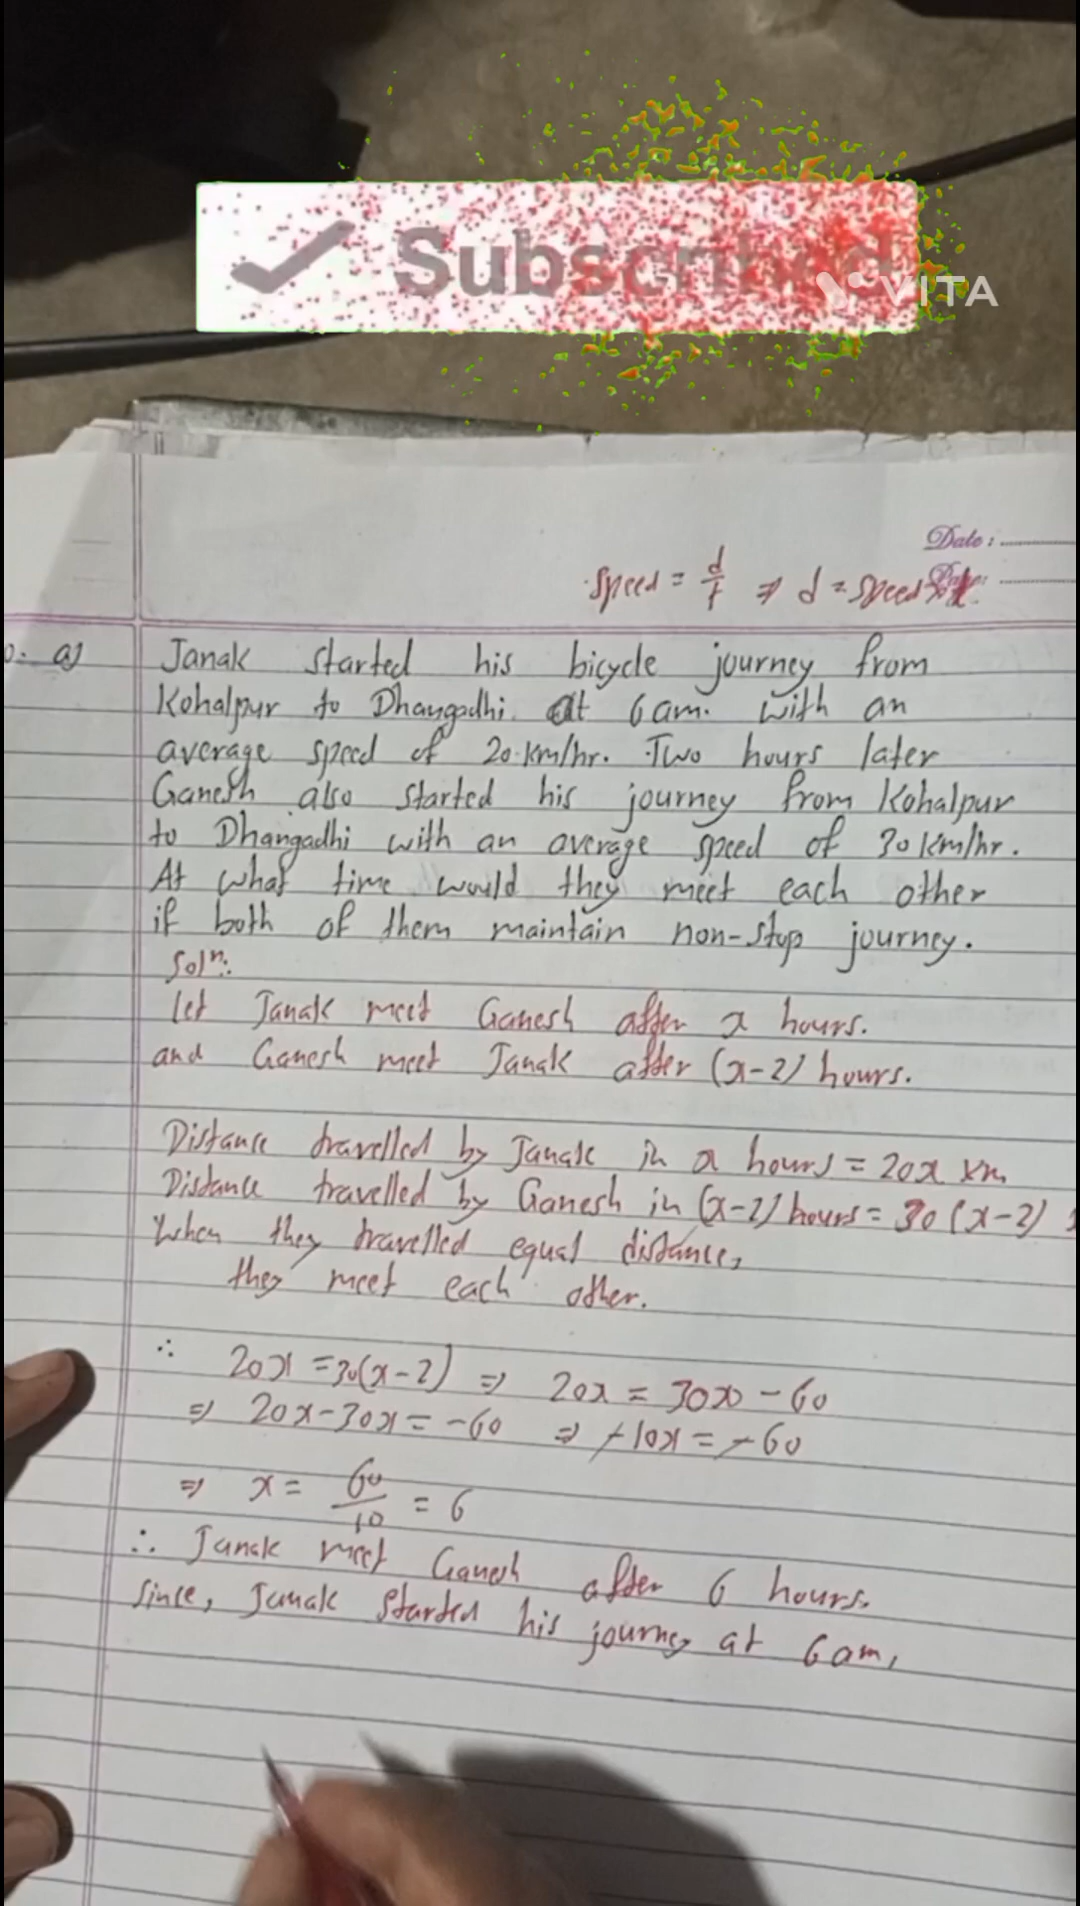 Subscribed
VITA
Date:
speed = d/t ⇒ d = speed
a) Janak started his bicycle journey from
Kohalpur to Dhangadhi. At 6am. with an
average speed of 20 km/hr. Two hours later
Ganesh also started his journey from Kohalpur
to Dhangadhi with an average speed of 30 km/hr.
At what time would they meet each other
if both of them maintain non-stop journey.
Solⁿ:
let Janak meet Ganesh after x hours.
and Ganesh meet Janak after (x-2) hours.
Distance travelled by Janak in x hours = 20x km
Distance travelled by Ganesh in (x-2) hours = 30(x-2)
When they travelled equal distance,
they meet each other.
∴ 20x = 30(x-2) ⇒ 20x = 30x - 60
⇒ 20x - 30x = -60 ⇒ -10x = -60
⇒ x = 60/10 = 6
∴ Janak meet Ganesh after 6 hours.
Since, Janak started his journey at 6am,